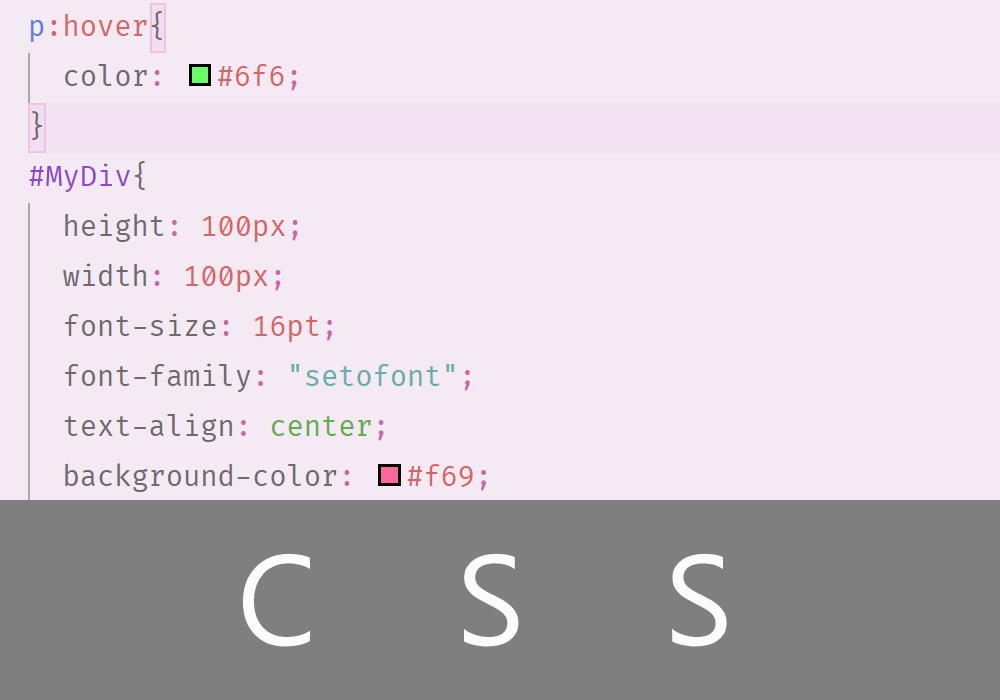 p:hover{
color: #6f6;
}
#MyDiv{
height: 100px;
width: 100px;
font-size: 16pt;
font-family: "setofont";
text-align: center;
background-color: #f69;
C S S